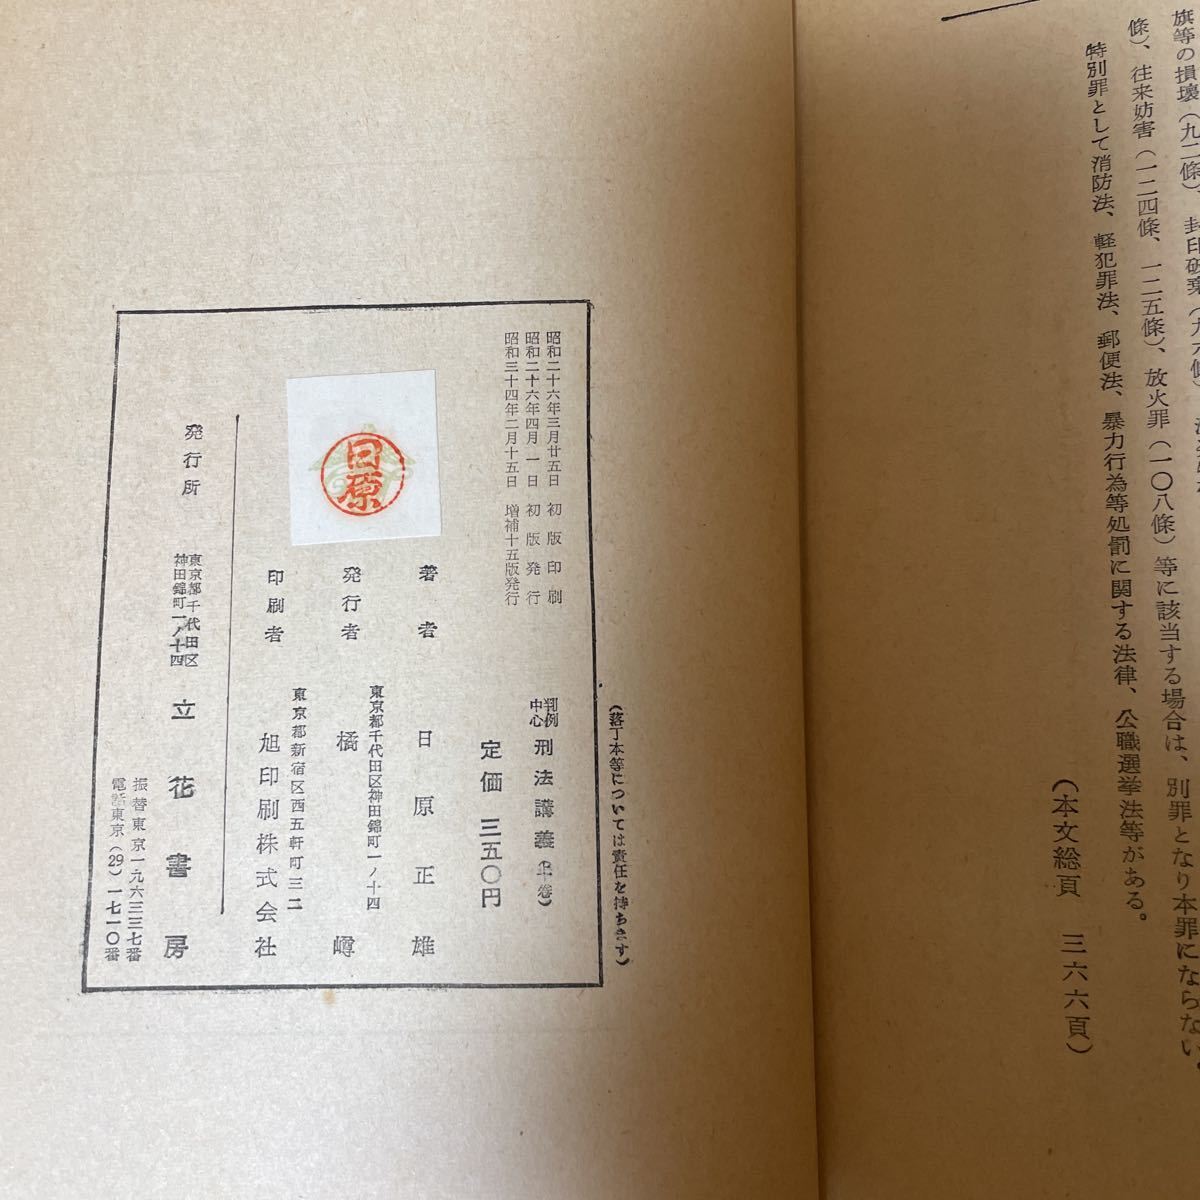 旗等の損壊（九二條）、封印破棄（九六條）
條）、往来妨害（一二四條、一二五條）、放火罪（一〇八條）等に該当する場合は、別罪となり本罪にならない。
特別罪として消防法、軽犯罪法、郵便法、暴力行為等処罰に関する法律、公職選挙法等がある。
（本文総頁　三六六頁）
（落丁本等については責任を持ちます）
昭和二十六年三月廿五日　初版印刷
昭和二十六年四月一日　初版発行
昭和三十四年二月十五日　増補十五版発行
判例中心　刑法講義（上巻）
定価　三五〇円
日原
著者　日原正雄
発行者　東京都千代田区神田錦町一ノ十四
橘　嶟
印刷者　東京都新宿区西五軒町三二
旭印刷株式会社
発行所　東京都千代田区神田錦町一ノ十四　立花書房
振替東京一九六三三七番
電話東京（29）一七一〇番